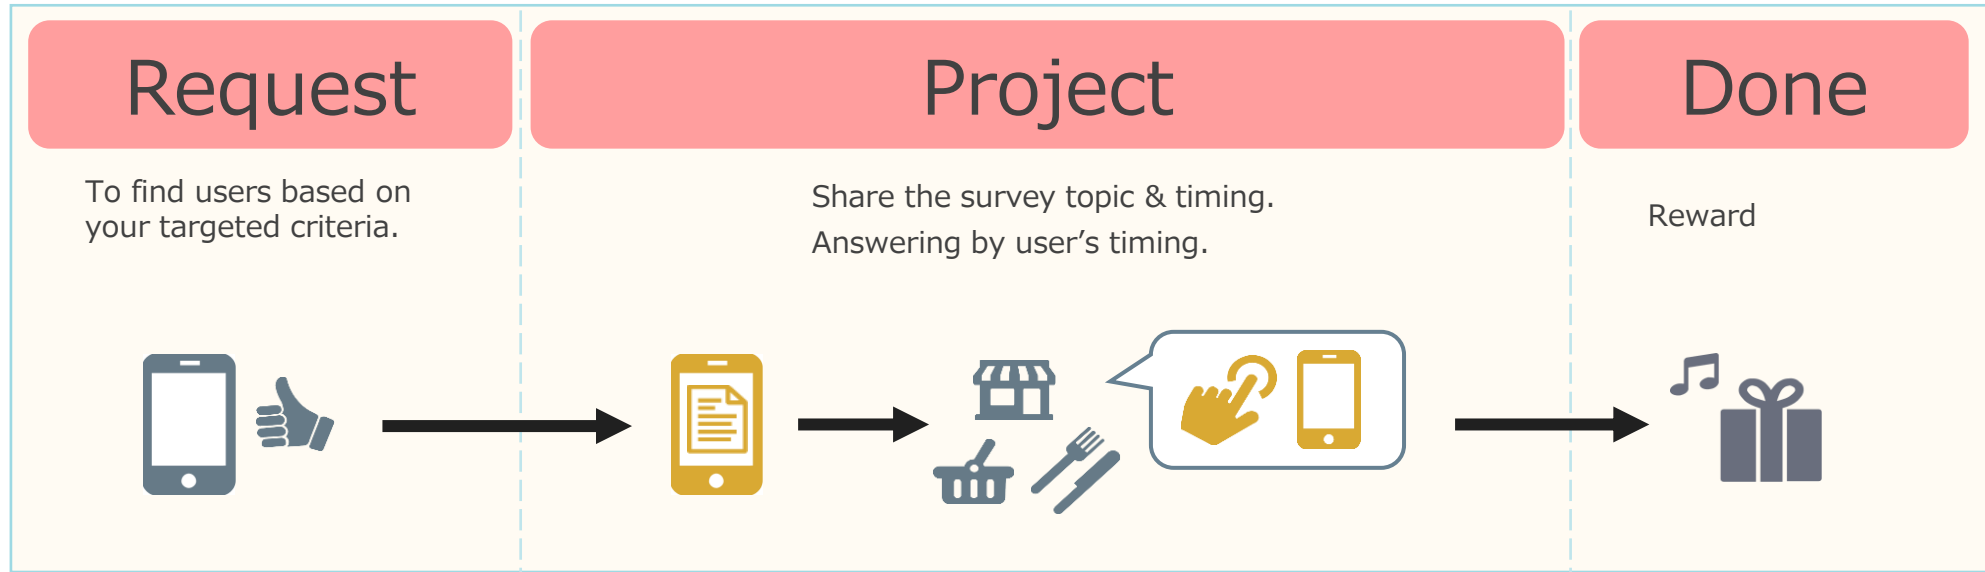 Request
Project
Done
To find users based on
your targeted criteria.
Share the survey topic & timing.
Answering by user’s timing.
Reward